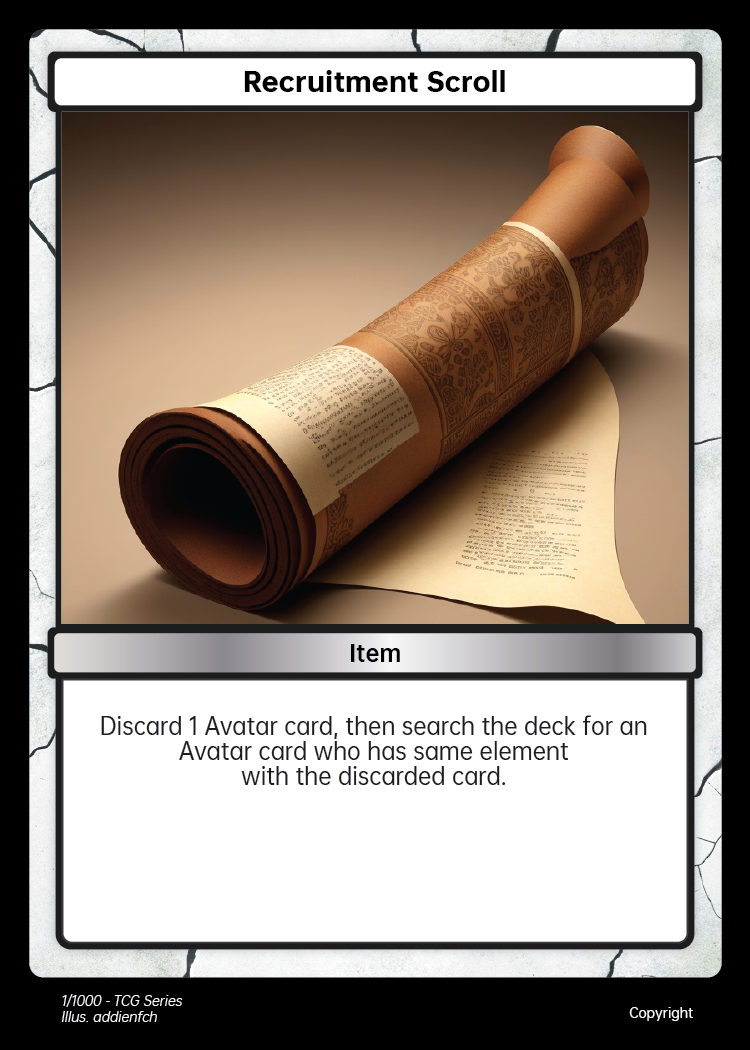 Recruitment Scroll
Item
Discard 1 Avatar card, then search the deck for an
Avatar card who has same element
with the discarded card.
1/1000 - TCG Series
Illus. addienfch
Copyright